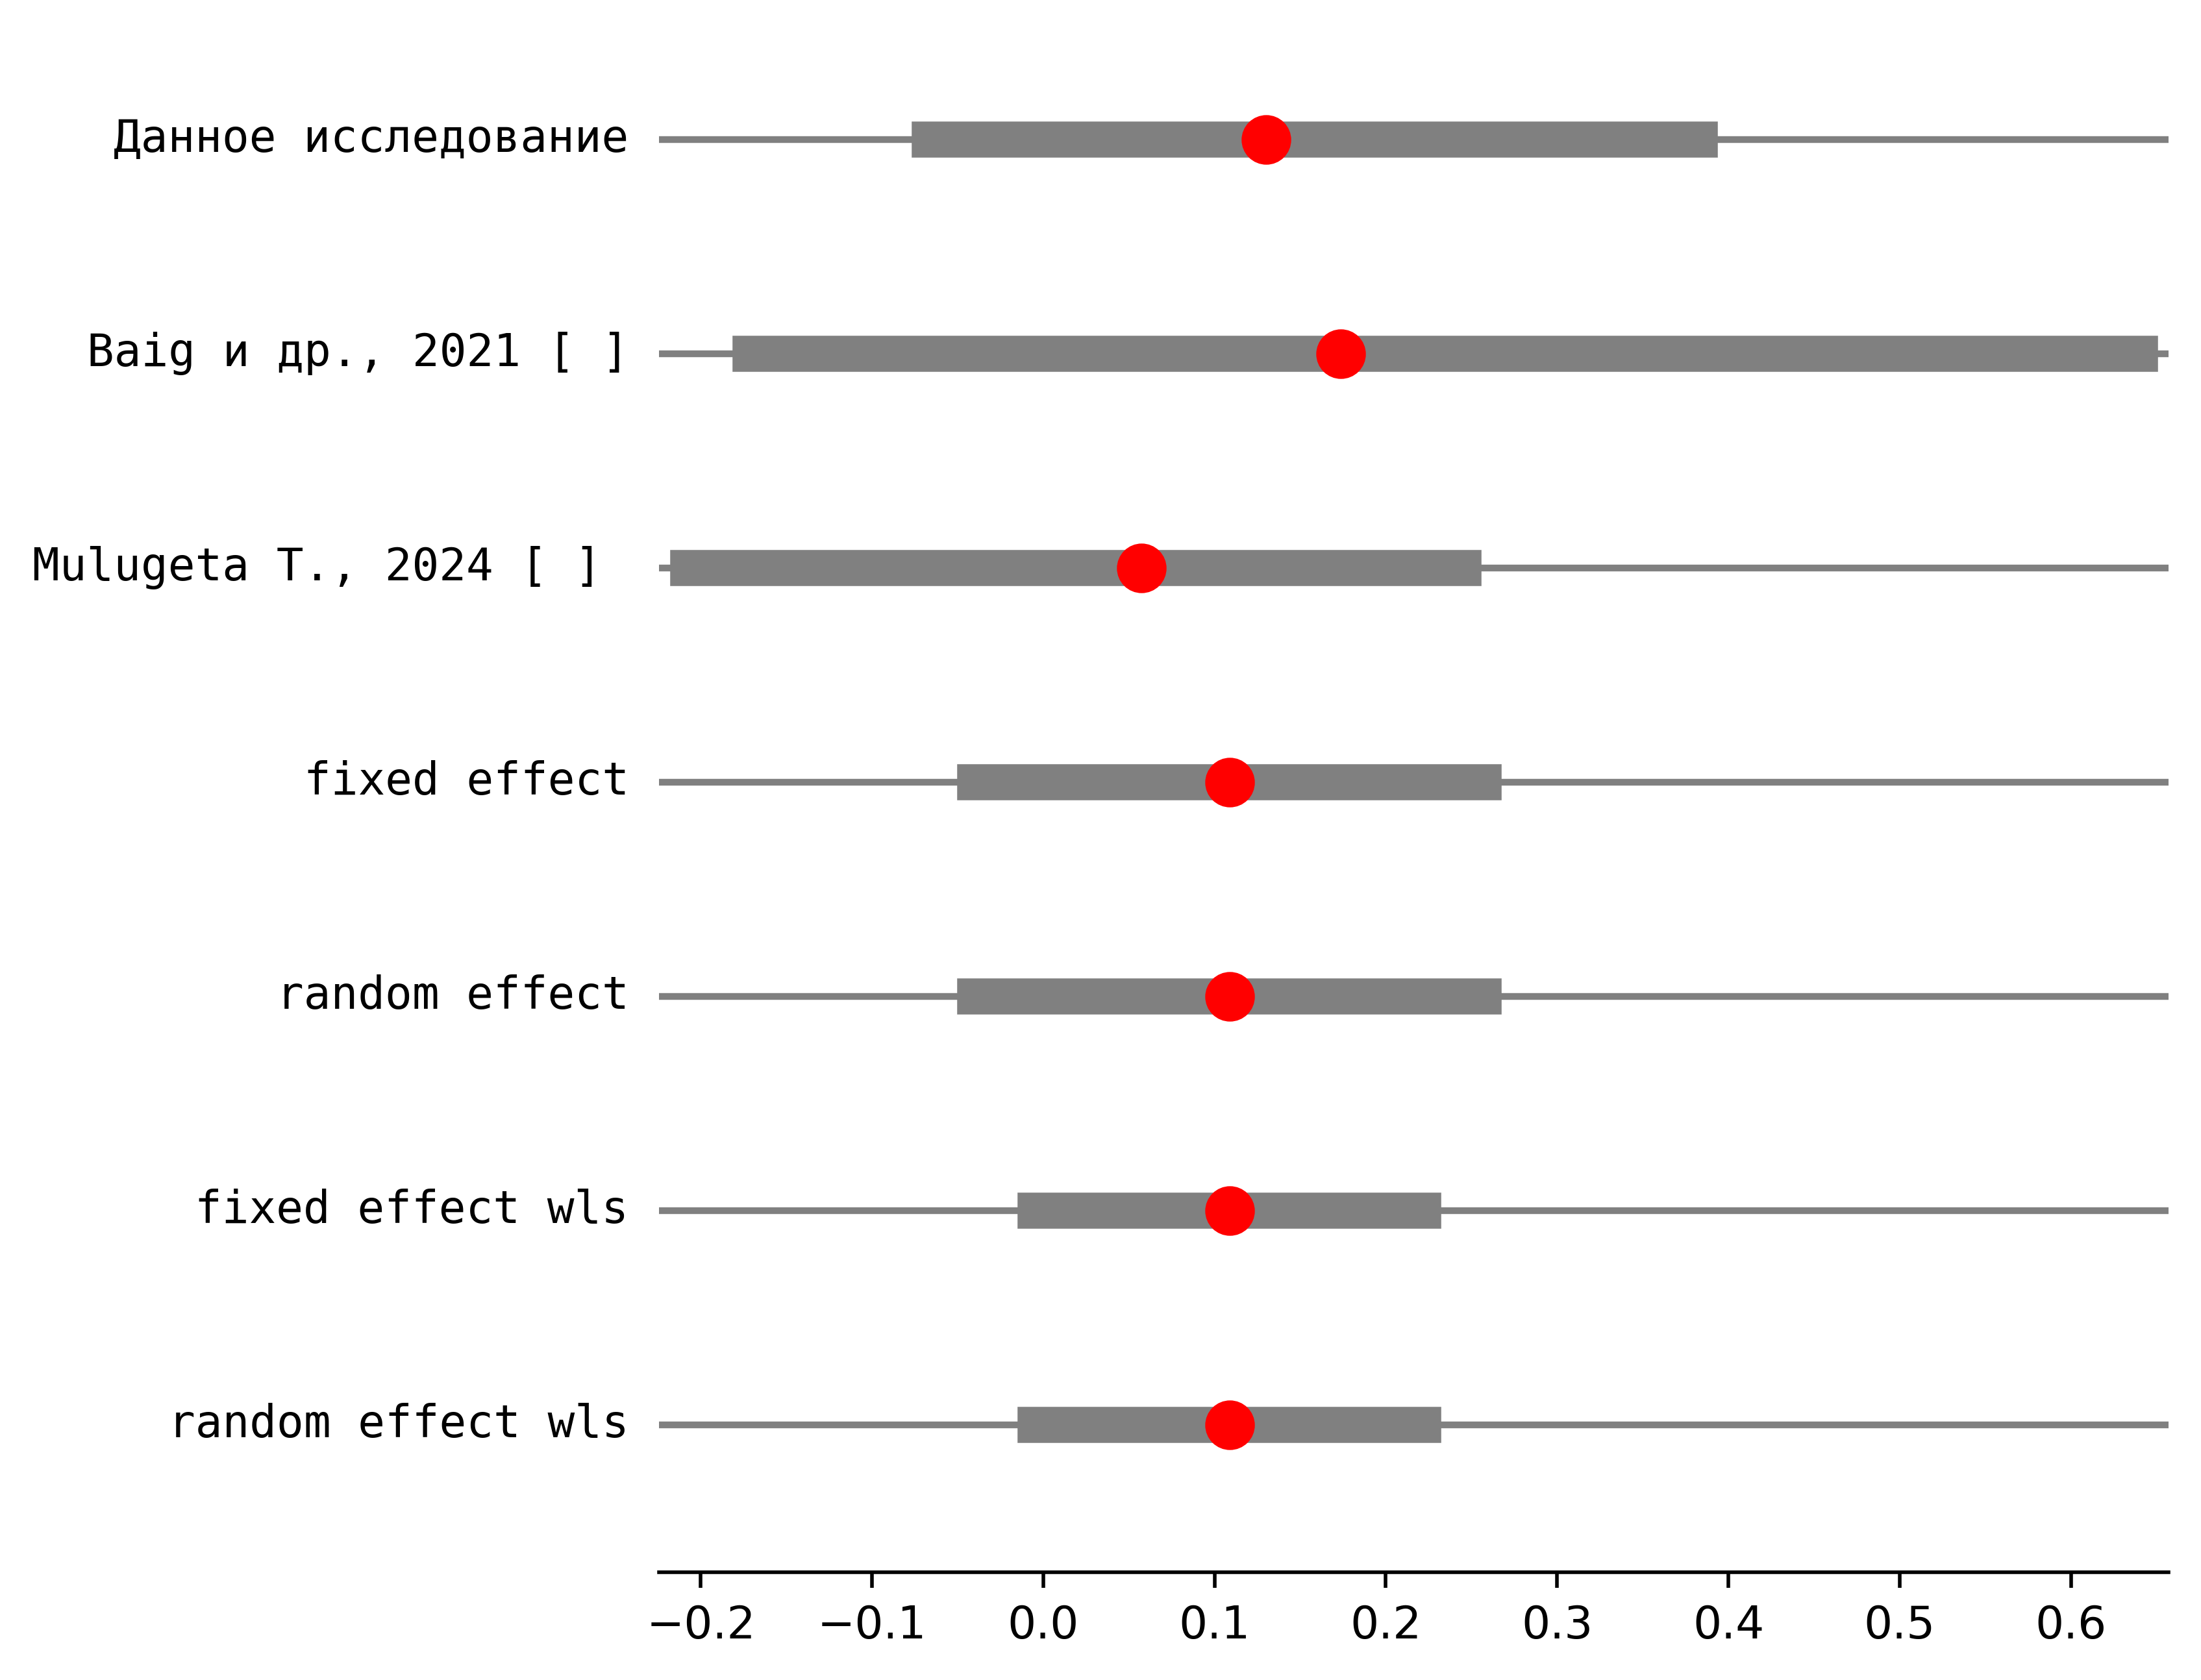 Данное исследование
Baig и др., 2021 [ ]
Mulugeta T., 2024 [ ]
fixed effect
random effect
fixed effect wls
random effect wls
−0.2 −0.1 0.0 0.1 0.2 0.3 0.4 0.5 0.6